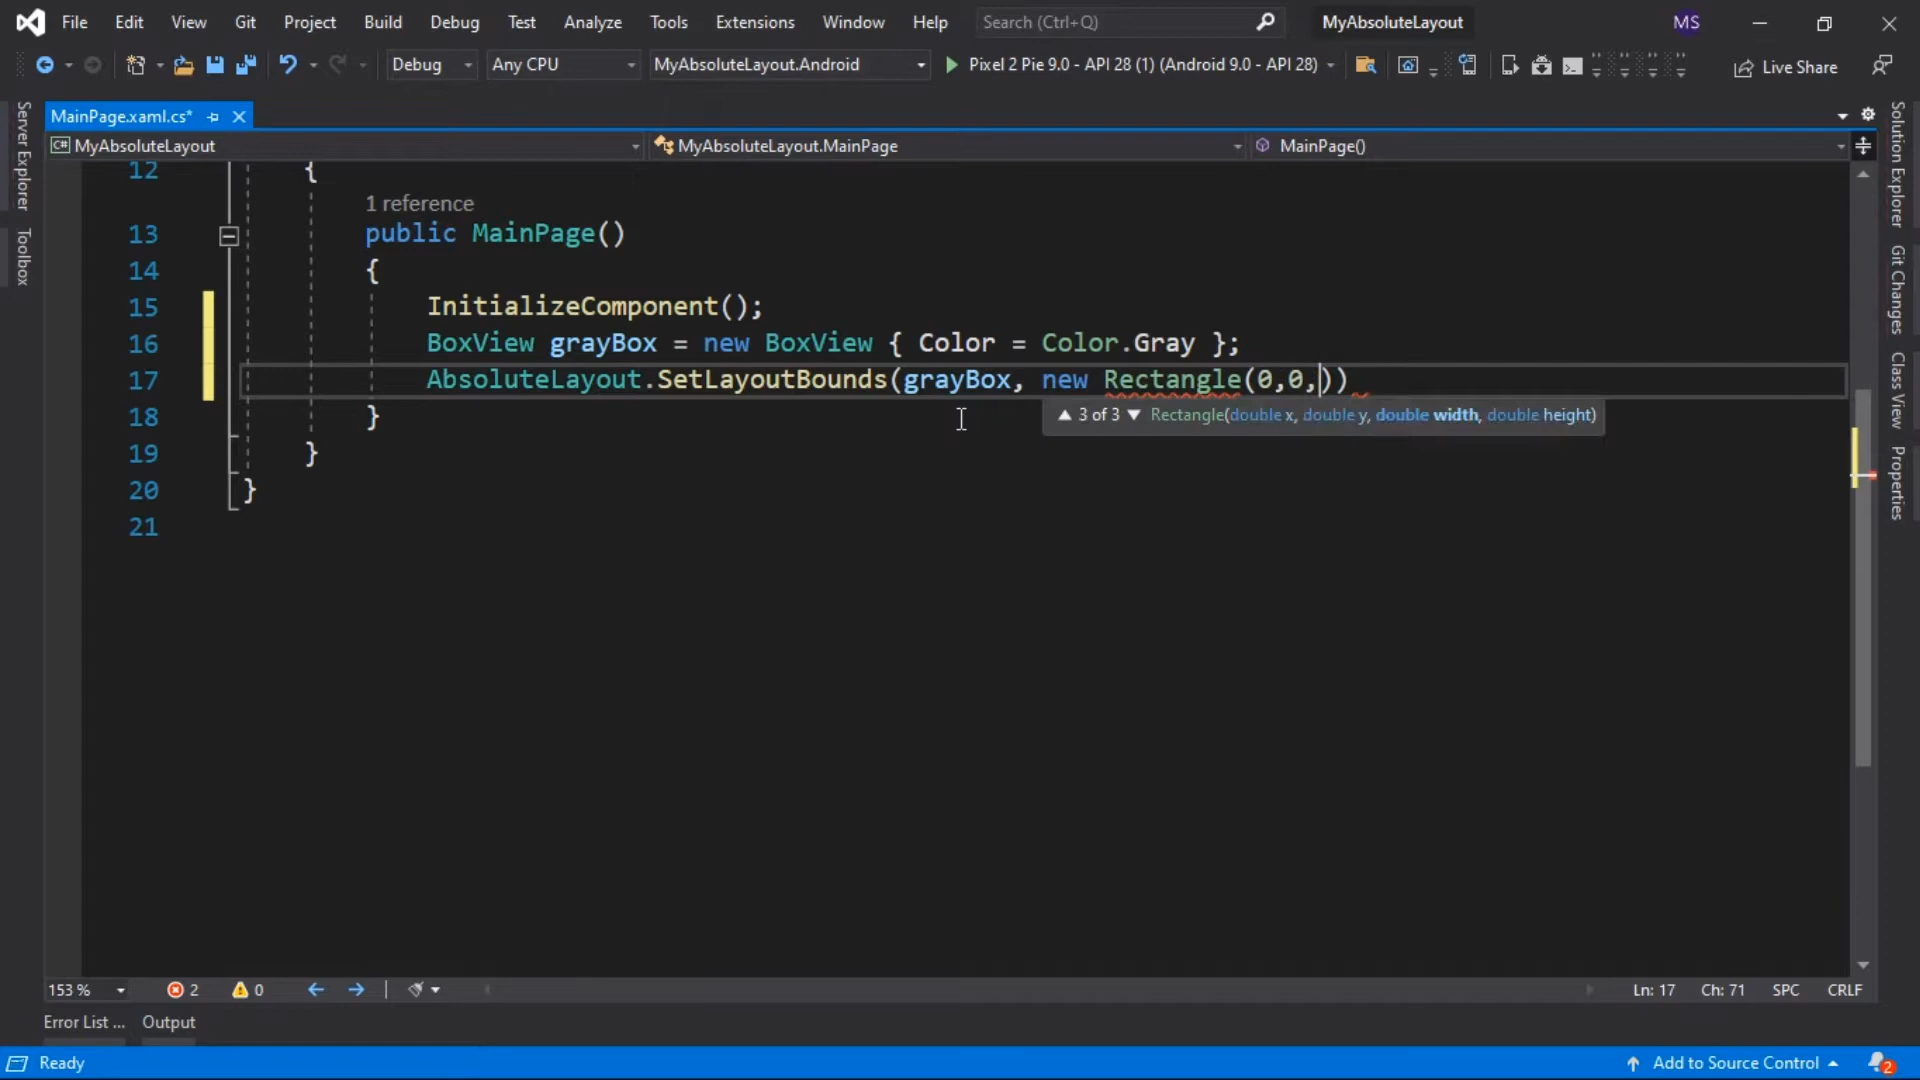 File Edit View Git Project Build Debug Test Analyze Tools Extensions Window Help Search (Ctrl+Q) MyAbsoluteLayout MS
Debug Any CPU MyAbsoluteLayout.Android Pixel 2 Pie 9.0 - API 28 (1) (Android 9.0 - API 28) Live Share
MainPage.xaml.cs*
C# MyAbsoluteLayout MyAbsoluteLayout.MainPage MainPage()
Server Explorer
Toolbox
12 {
1 reference
13 public MainPage()
14 {
15 InitializeComponent();
16 BoxView grayBox = new BoxView { Color = Color.Gray };
17 AbsoluteLayout.SetLayoutBounds(grayBox, new Rectangle(0,0,))
3 of 3 Rectangle(double x, double y, double width, double height)
18 }
19 }
20 }
21
Solution Explorer
Git Changes
Class View
Properties
153 % 2 0 Ln: 17 Ch: 71 SPC CRLF
Error List ... Output
Ready Add to Source Control 2